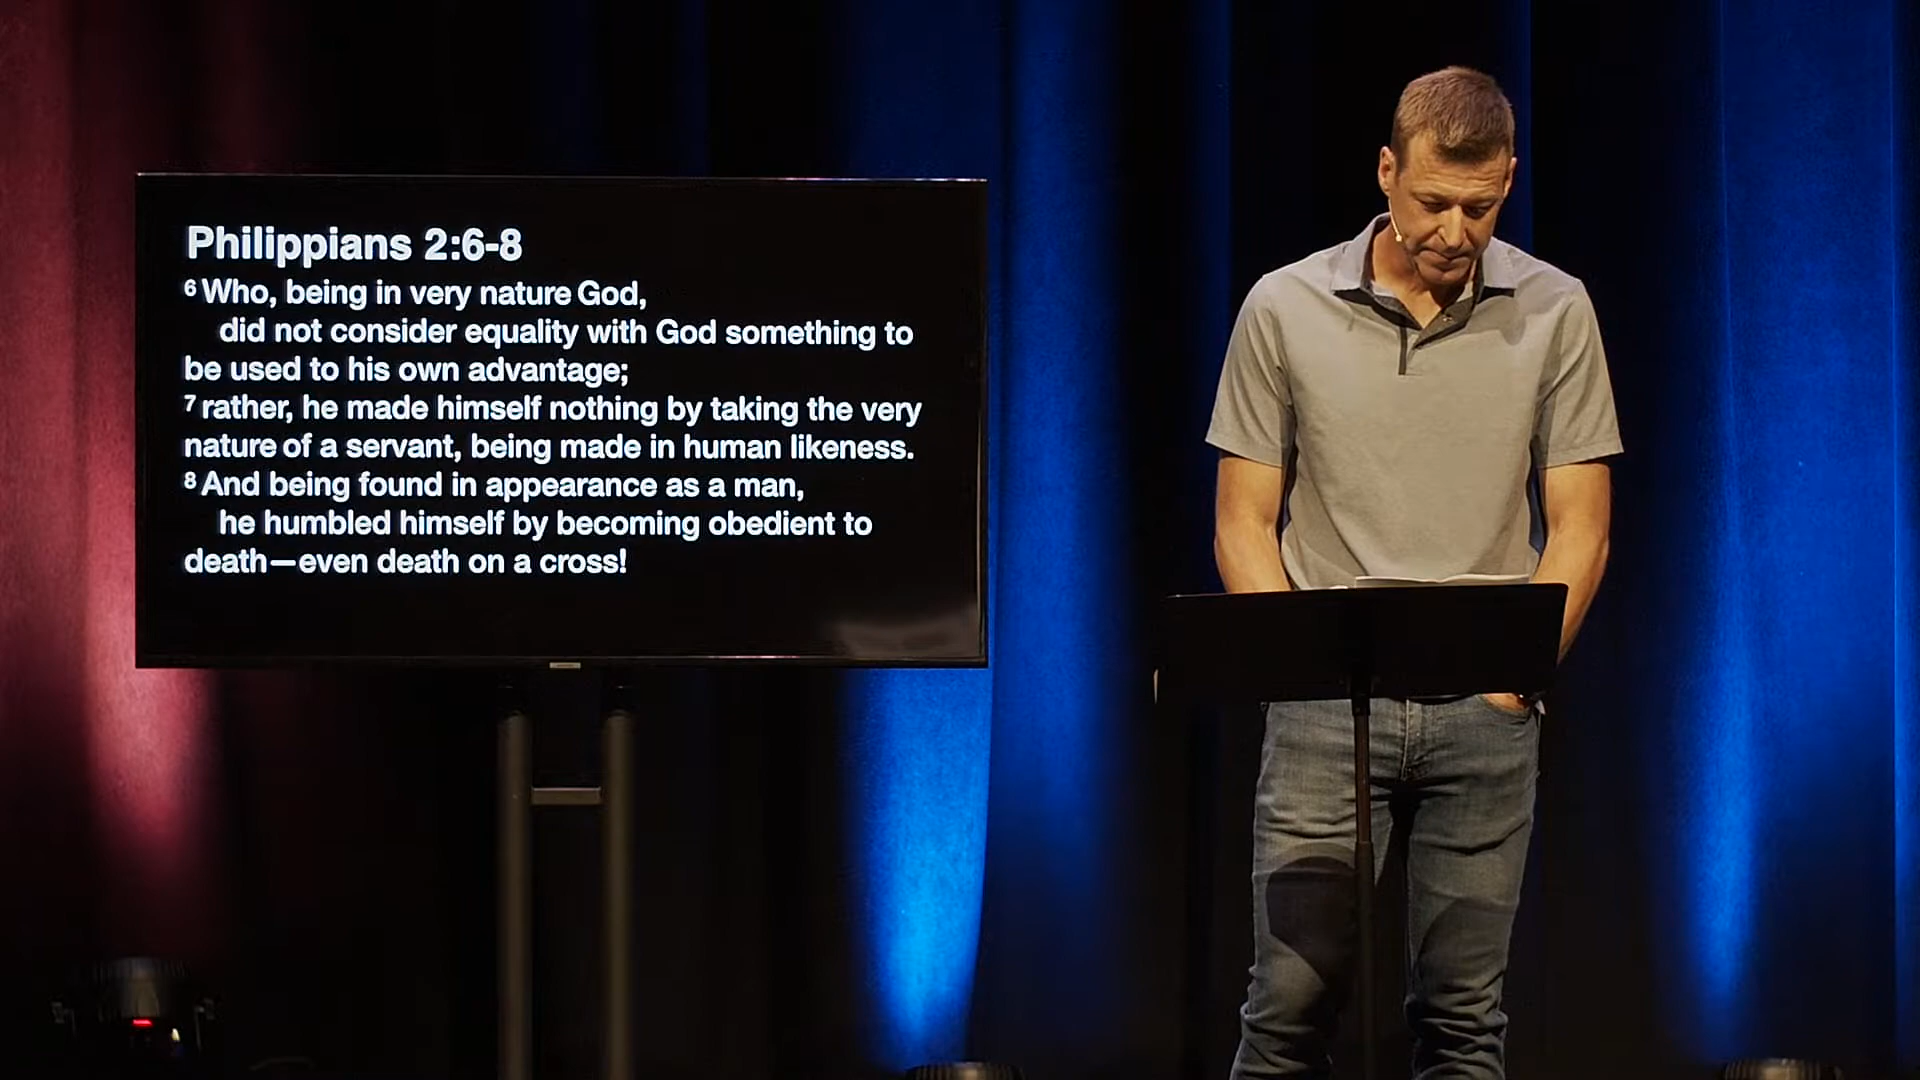 Philippians 2:6-8
6 Who, being in very nature God,
did not consider equality with God something to
be used to his own advantage;
7 rather, he made himself nothing by taking the very
nature of a servant, being made in human likeness.
8 And being found in appearance as a man,
he humbled himself by becoming obedient to
death—even death on a cross!